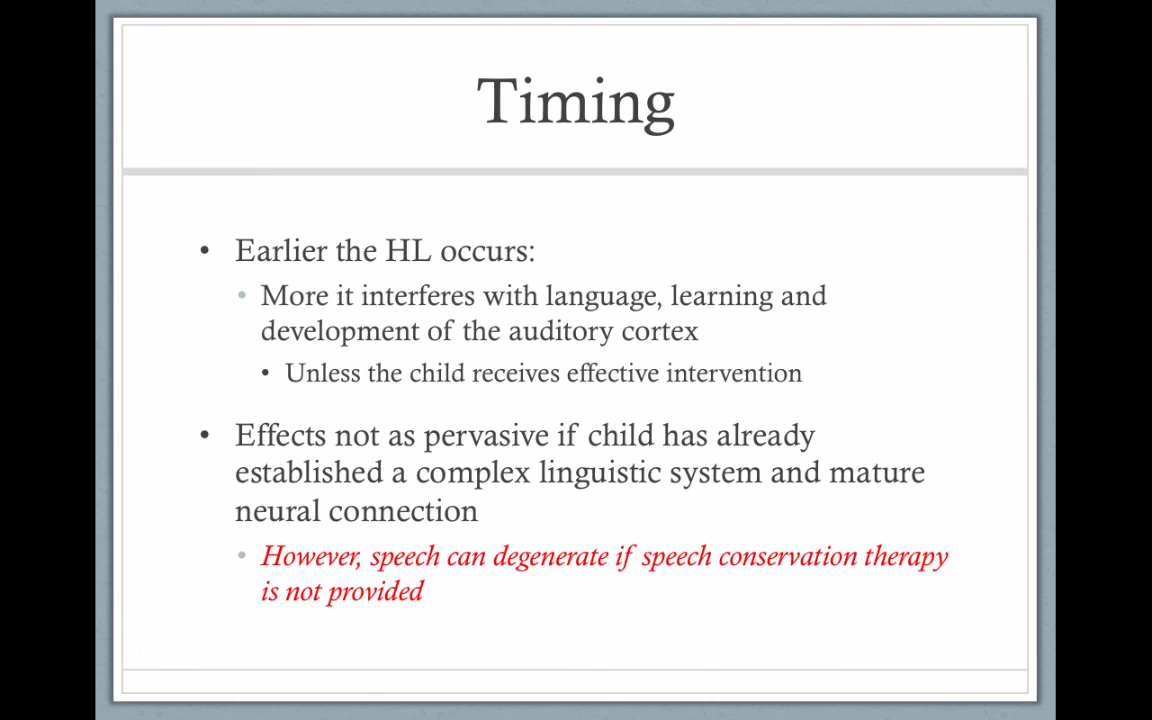 Timing
• Earlier the HL occurs:
• More it interferes with language, learning and
development of the auditory cortex
• Unless the child receives effective intervention
• Effects not as pervasive if child has already
established a complex linguistic system and mature
neural connection
• However, speech can degenerate if speech conservation therapy
is not provided